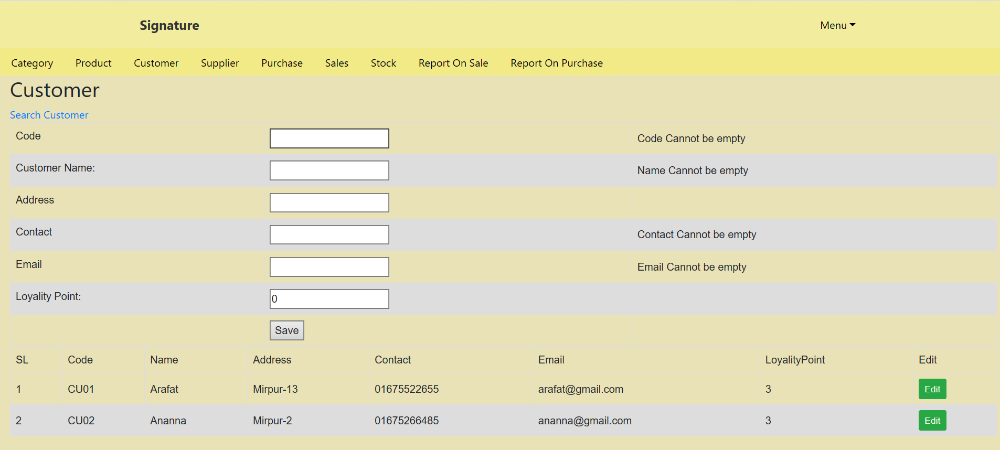 Signature Menu
Category Product Customer Supplier Purchase Sales Stock Report On Sale Report On Purchase
Customer
Search Customer
Code Code Cannot be empty
Customer Name: Name Cannot be empty
Address
Contact Contact Cannot be empty
Email Email Cannot be empty
Loyality Point: 0
Save
SL Code Name Address Contact Email LoyalityPoint Edit
1 CU01 Arafat Mirpur-13 01675522655 arafat@gmail.com 3 Edit
2 CU02 Ananna Mirpur-2 01675266485 ananna@gmail.com 3 Edit